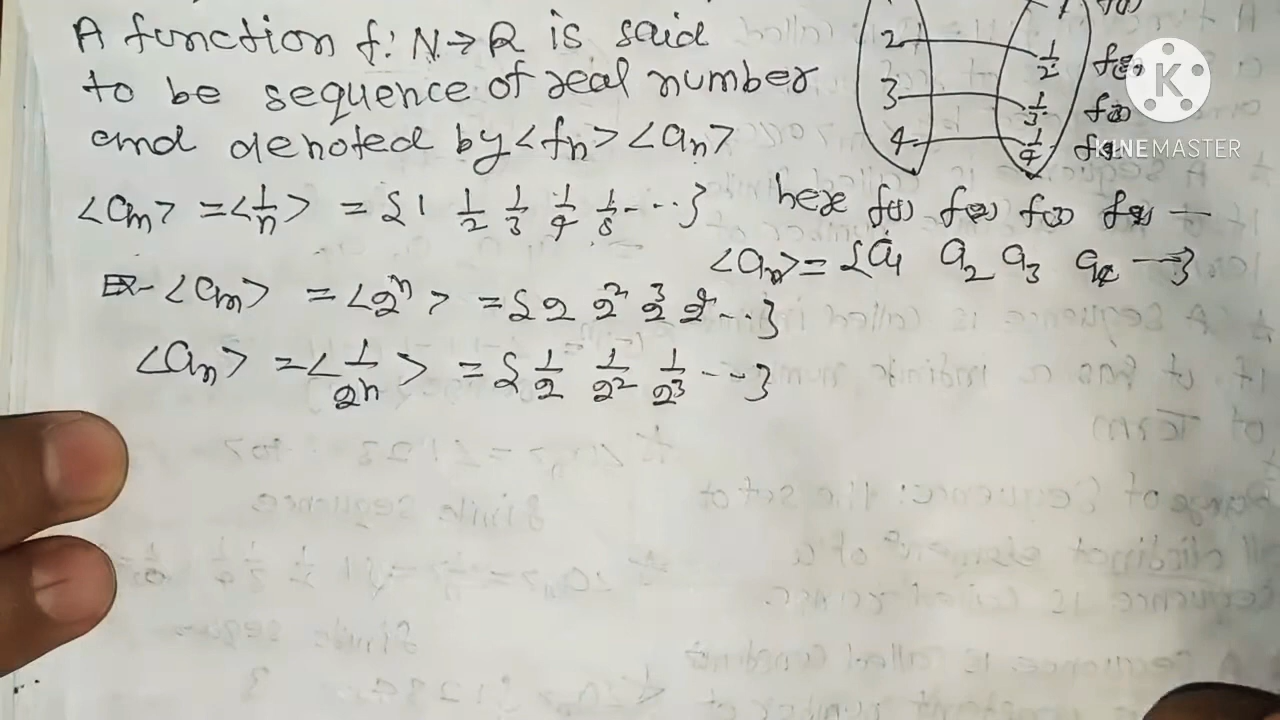 A function f: N→R is said
to be sequence of real number
and denoted by <fn> <an>
2 1/2
3 1/3
4 1/4
KINEMASTER
<an> = <1/n> = {1 1/2 1/3 1/4 1/5 ---}
here f(1) f(2) f(3) f(4) —
<an> = {a1 a2 a3 a4 —}
Ex- <an> = <2^n> = {2 2^2 2^3 2^4 ---}
<an> = <1/2^n> = {1/2 1/2^2 1/2^3 ---}